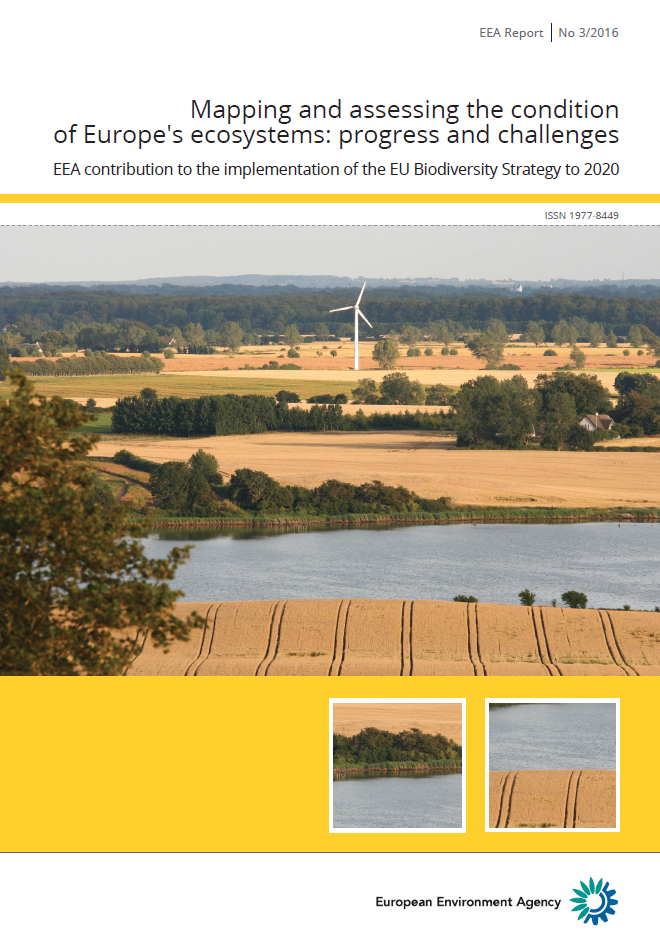 EEA Report No 3/2016
Mapping and assessing the condition
of Europe's ecosystems: progress and challenges
EEA contribution to the implementation of the EU Biodiversity Strategy to 2020
ISSN 1977-8449
European Environment Agency